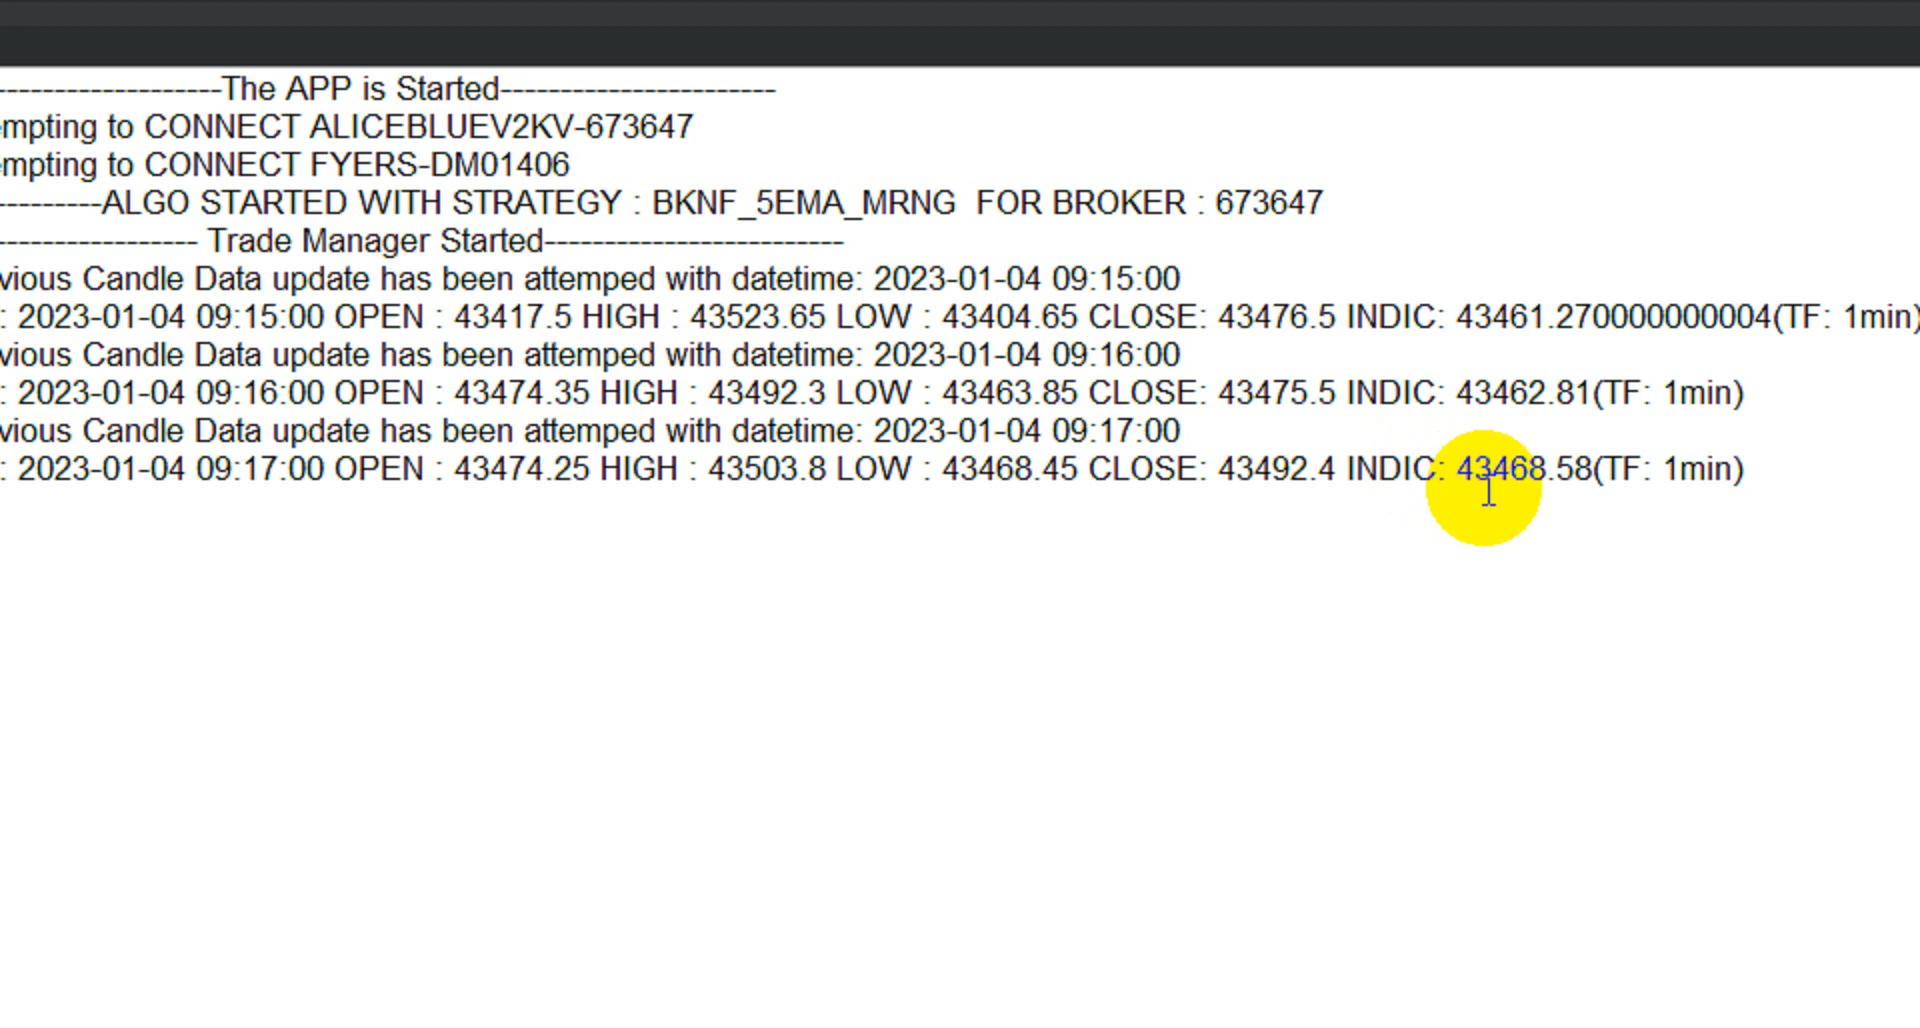 -------------------The APP is Started-----------------------
empting to CONNECT ALICEBLUEV2KV-673647
empting to CONNECT FYERS-DM01406
---------ALGO STARTED WITH STRATEGY : BKNF_5EMA_MRNG  FOR BROKER : 673647
----------------- Trade Manager Started-------------------------
vious Candle Data update has been attemped with datetime: 2023-01-04 09:15:00
: 2023-01-04 09:15:00 OPEN : 43417.5 HIGH : 43523.65 LOW : 43404.65 CLOSE: 43476.5 INDIC: 43461.270000000004(TF: 1min)
vious Candle Data update has been attemped with datetime: 2023-01-04 09:16:00
: 2023-01-04 09:16:00 OPEN : 43474.35 HIGH : 43492.3 LOW : 43463.85 CLOSE: 43475.5 INDIC: 43462.81(TF: 1min)
vious Candle Data update has been attemped with datetime: 2023-01-04 09:17:00
: 2023-01-04 09:17:00 OPEN : 43474.25 HIGH : 43503.8 LOW : 43468.45 CLOSE: 43492.4 INDIC: 43468.58(TF: 1min)